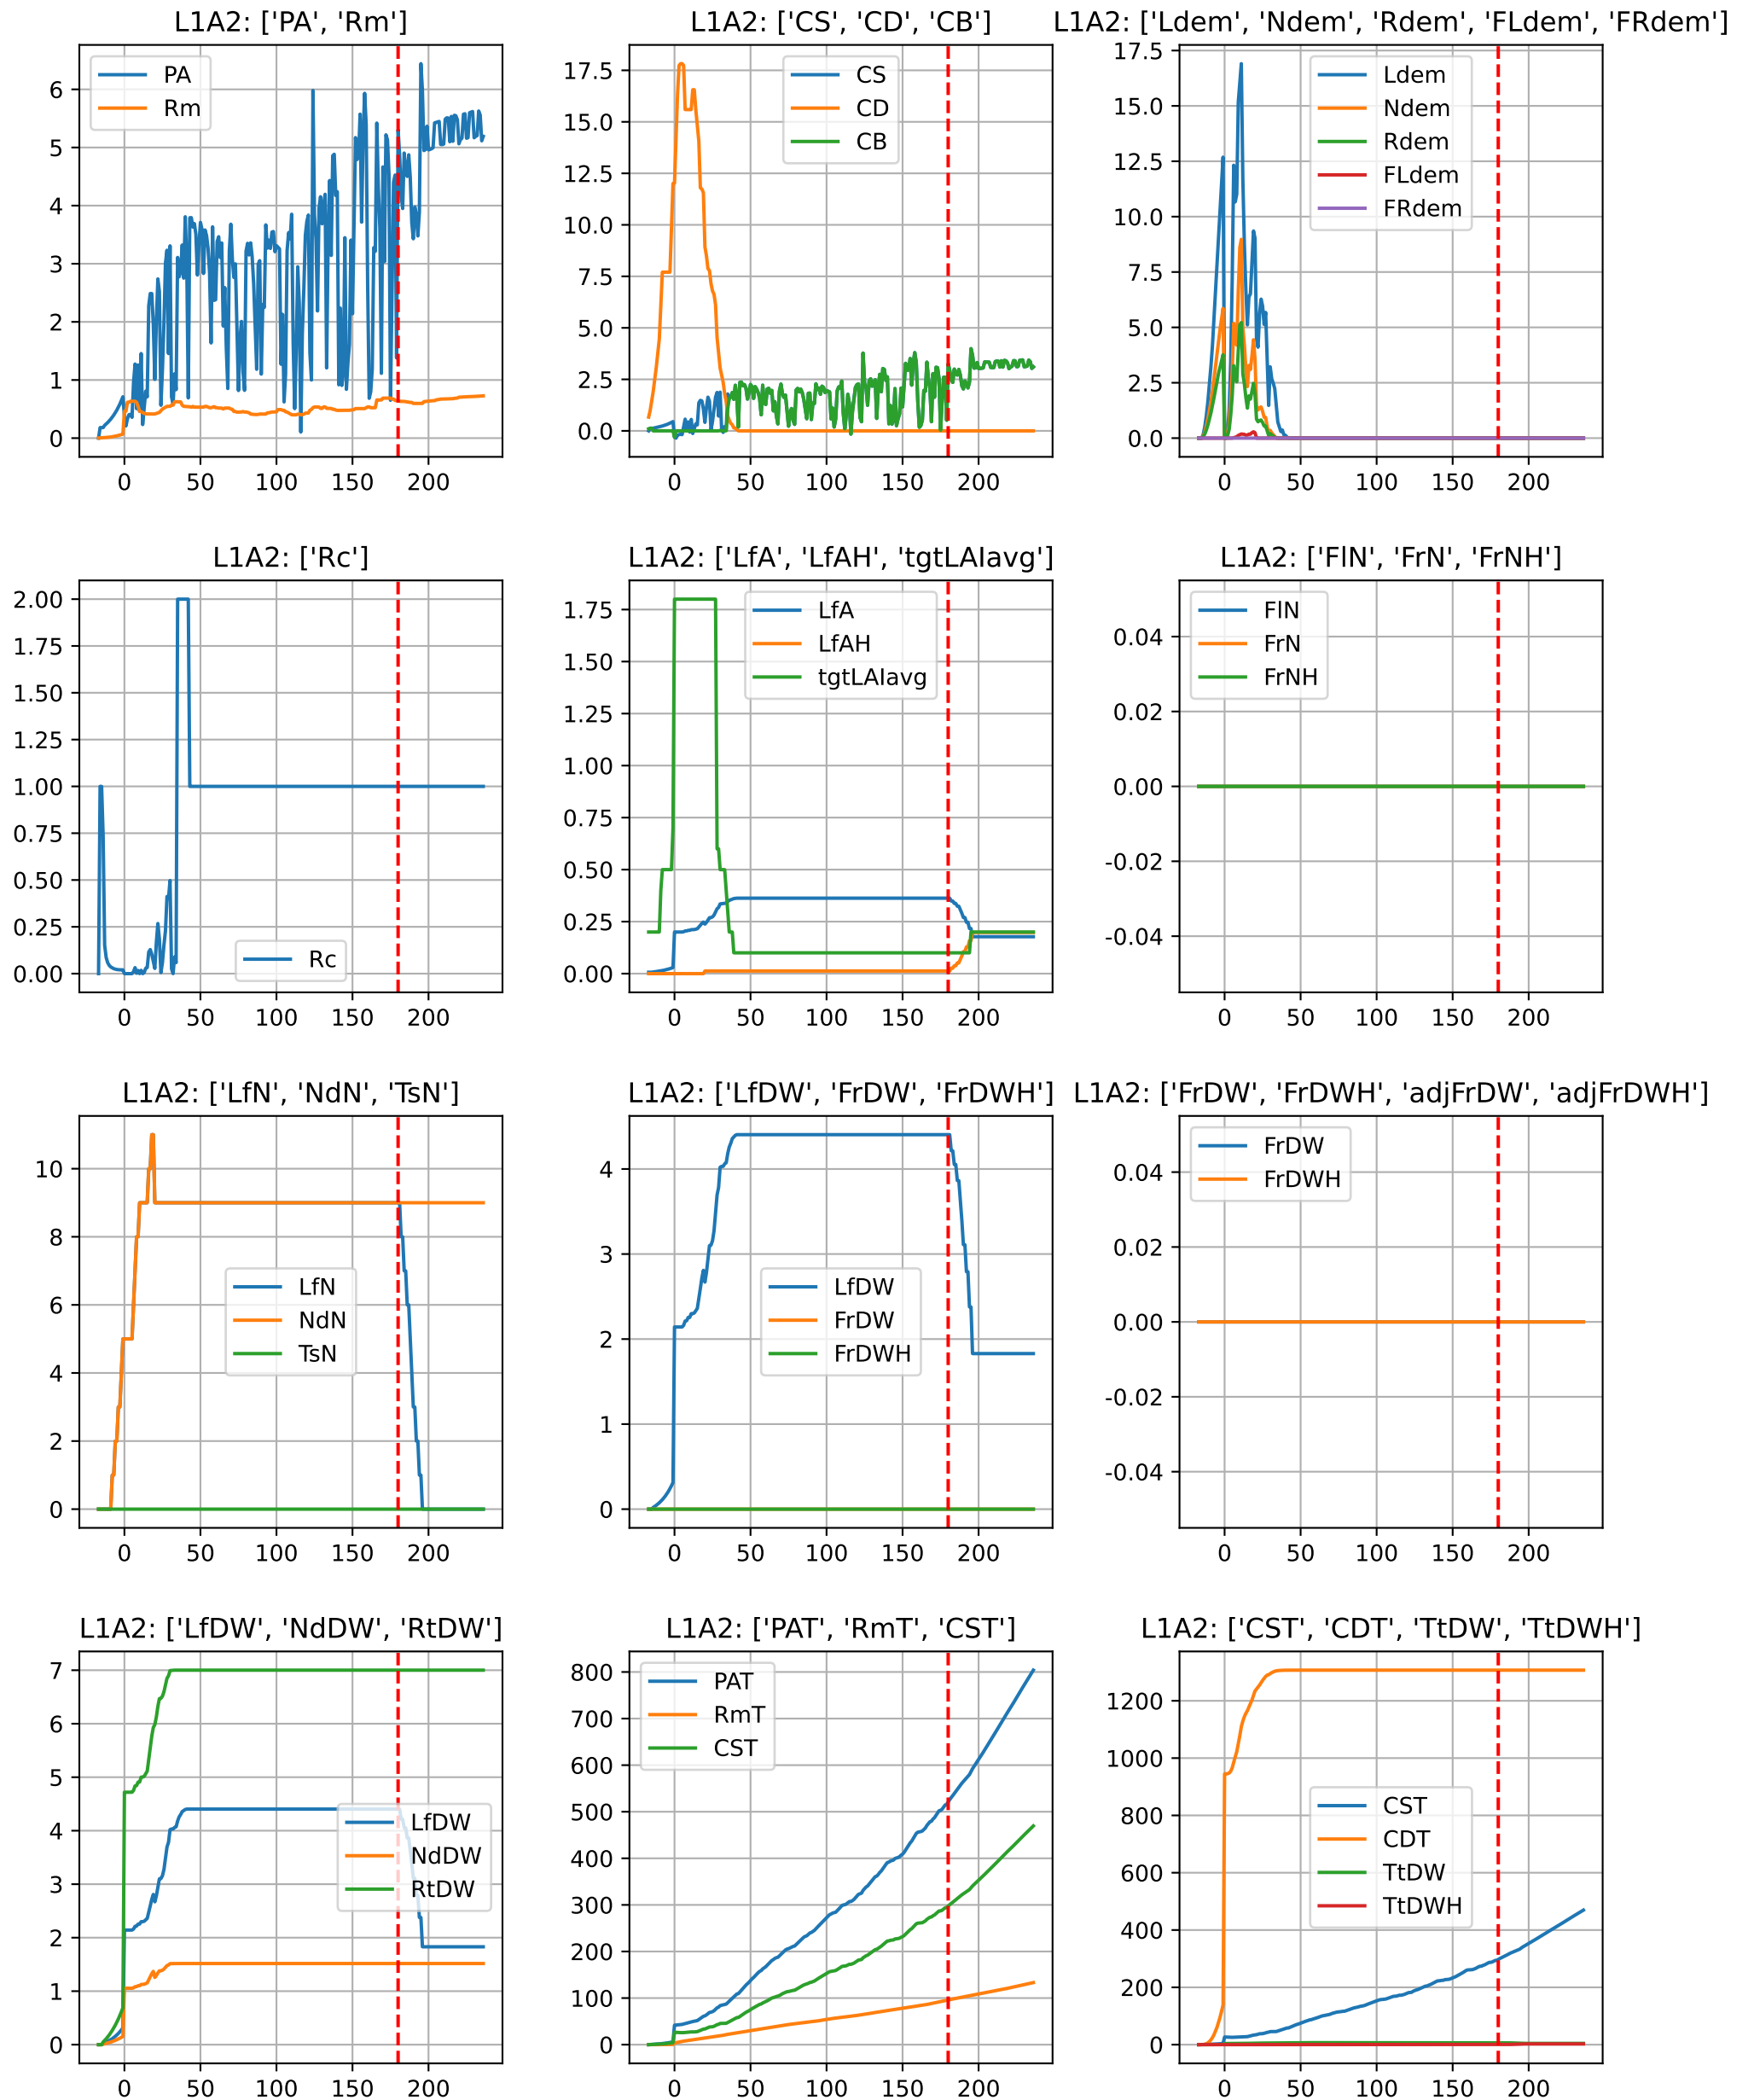 L1A2: ['PA', 'Rm']
PA
Rm
6
5
4
3
2
1
0
0 50 100 150 200
L1A2: ['CS', 'CD', 'CB']
CS
CD
CB
17.5
15.0
12.5
10.0
7.5
5.0
2.5
0.0
0 50 100 150 200
L1A2: ['Ldem', 'Ndem', 'Rdem', 'FLdem', 'FRdem']
Ldem
Ndem
Rdem
FLdem
FRdem
17.5
15.0
12.5
10.0
7.5
5.0
2.5
0.0
0 50 100 150 200
L1A2: ['Rc']
2.00
1.75
1.50
1.25
1.00
0.75
0.50
0.25
0.00
Rc
0 50 100 150 200
L1A2: ['LfA', 'LfAH', 'tgtLAIavg']
LfA
LfAH
tgtLAIavg
1.75
1.50
1.25
1.00
0.75
0.50
0.25
0.00
0 50 100 150 200
L1A2: ['FlN', 'FrN', 'FrNH']
FlN
FrN
FrNH
0.04
0.02
0.00
-0.02
-0.04
0 50 100 150 200
L1A2: ['LfN', 'NdN', 'TsN']
10
8
6
4
2
0
LfN
NdN
TsN
0 50 100 150 200
L1A2: ['LfDW', 'FrDW', 'FrDWH']
4
3
2
1
0
LfDW
FrDW
FrDWH
0 50 100 150 200
L1A2: ['FrDW', 'FrDWH', 'adjFrDW', 'adjFrDWH']
FrDW
FrDWH
0.04
0.02
0.00
-0.02
-0.04
0 50 100 150 200
L1A2: ['LfDW', 'NdDW', 'RtDW']
7
6
5
4
3
2
1
0
LfDW
NdDW
RtDW
0 50 100 150 200
L1A2: ['PAT', 'RmT', 'CST']
PAT
RmT
CST
800
700
600
500
400
300
200
100
0
0 50 100 150 200
L1A2: ['CST', 'CDT', 'TtDW', 'TtDWH']
1200
1000
800
600
400
200
0
CST
CDT
TtDW
TtDWH
0 50 100 150 200